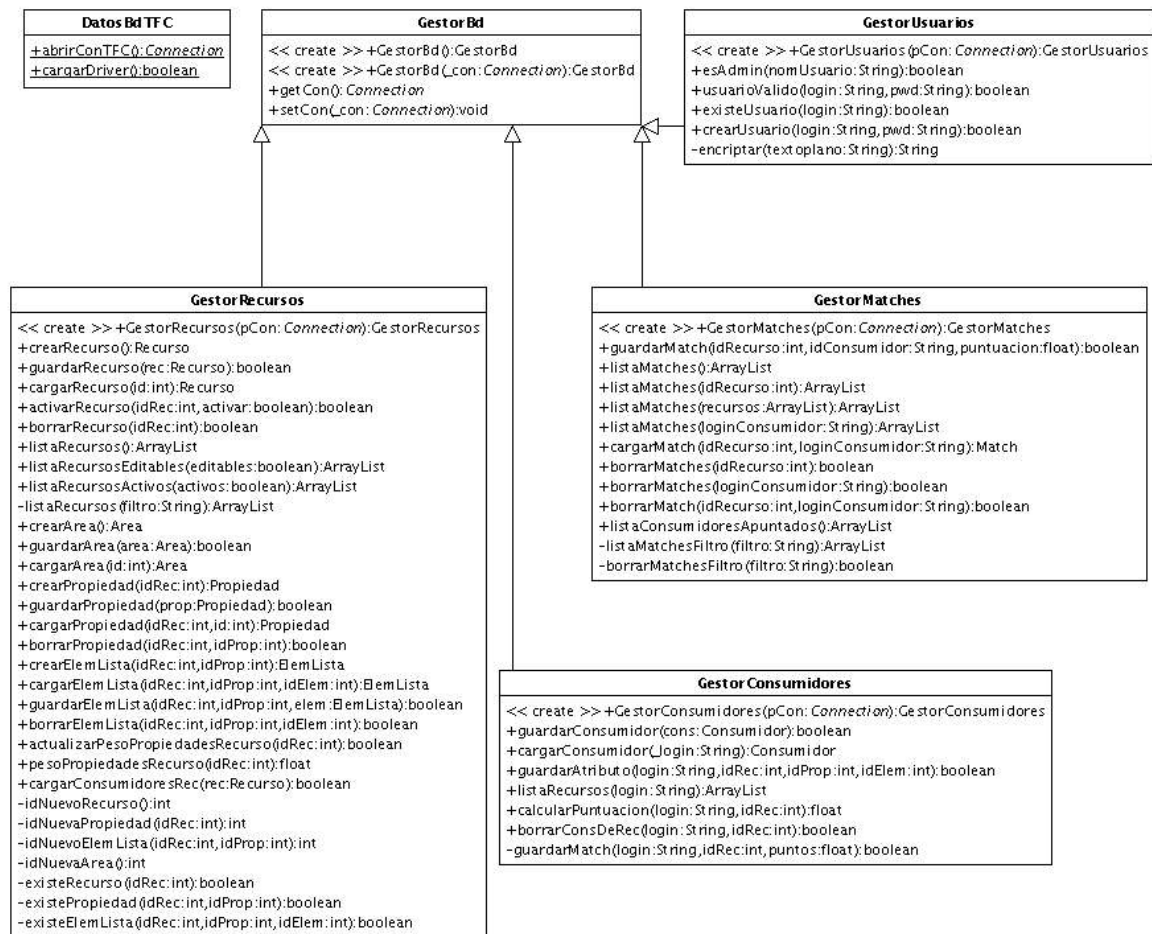 DatosBdTFC
+abrirConTFC():Connection
+cargarDriver():boolean
GestorBd
<< create >>+GestorBd():GestorBd
<< create >>+GestorBd(_con:Connection):GestorBd
+getCon():Connection
+setCon(_con:Connection):void
GestorUsuarios
<< create >>+GestorUsuarios(pCon:Connection):GestorUsuarios
+esAdmin(nomUsuario:String):boolean
+usuarioValido(login:String,pwd:String):boolean
+existeUsuario(login:String):boolean
+crearUsuario(login:String,pwd:String):boolean
-encriptar(textoplano:String):String
GestorRecursos
<< create >>+GestorRecursos(pCon:Connection):GestorRecursos
+crearRecurso():Recurso
+guardarRecurso(rec:Recurso):boolean
+cargarRecurso(id:int):Recurso
+activarRecurso(idRec:int,activar:boolean):boolean
+borrarRecurso(idRec:int):boolean
+listaRecursos():ArrayList
+listaRecursosEditables(editables:boolean):ArrayList
+listaRecursosActivos(activos:boolean):ArrayList
-listaRecursos(filtro:String):ArrayList
+crearArea():Area
+guardarArea(area:Area):boolean
+cargarArea(id:int):Area
+crearPropiedad(idRec:int):Propiedad
+guardarPropiedad(prop:Propiedad):boolean
+cargarPropiedad(idRec:int,id:int):Propiedad
+borrarPropiedad(idRec:int,idProp:int):boolean
+crearElemLista(idRec:int,idProp:int):ElemLista
+cargarElemLista(idRec:int,idProp:int,idElem:int):ElemLista
+guardarElemLista(idRec:int,idProp:int,elem:ElemLista):boolean
+borrarElemLista(idRec:int,idProp:int,idElem:int):boolean
+actualizarPesoPropiedadesRecurso(idRec:int):boolean
+pesoPropiedadesRecurso(idRec:int):float
+cargarConsumidoresRec(rec:Recurso):boolean
-idNuevoRecurso():int
-idNuevaPropiedad(idRec:int):int
-idNuevoElemLista(idRec:int,idProp:int):int
-idNuevaArea():int
-existeRecurso(idRec:int):boolean
-existePropiedad(idRec:int,idProp:int):boolean
-existeElemLista(idRec:int,idProp:int,idElem:int):boolean
GestorMatches
<< create >>+GestorMatches(pCon:Connection):GestorMatches
+guardarMatch(idRecurso:int,idConsumidor:String,puntuacion:float):boolean
+listaMatches():ArrayList
+listaMatches(idRecurso:int):ArrayList
+listaMatches(recursos:ArrayList):ArrayList
+listaMatches(loginConsumidor:String):ArrayList
+cargarMatch(idRecurso:int,loginConsumidor:String):Match
+borrarMatches(idRecurso:int):boolean
+borrarMatches(loginConsumidor:String):boolean
+borrarMatch(idRecurso:int,loginConsumidor:String):boolean
+listaConsumidoresApuntados():ArrayList
-listaMatchesFiltro(filtro:String):ArrayList
-borrarMatchesFiltro(filtro:String):boolean
GestorConsumidores
<< create >>+GestorConsumidores(pCon:Connection):GestorConsumidores
+guardarConsumidor(cons:Consumidor):boolean
+cargarConsumidor(_login:String):Consumidor
+guardarAtributo(login:String,idRec:int,idProp:int,idElem:int):boolean
+listaRecursos(login:String):ArrayList
+calcularPuntuacion(login:String,idRec:int):float
+borrarConsDeRec(login:String,idRec:int):boolean
-guardarMatch(login:String,idRec:int,puntos:float):boolean